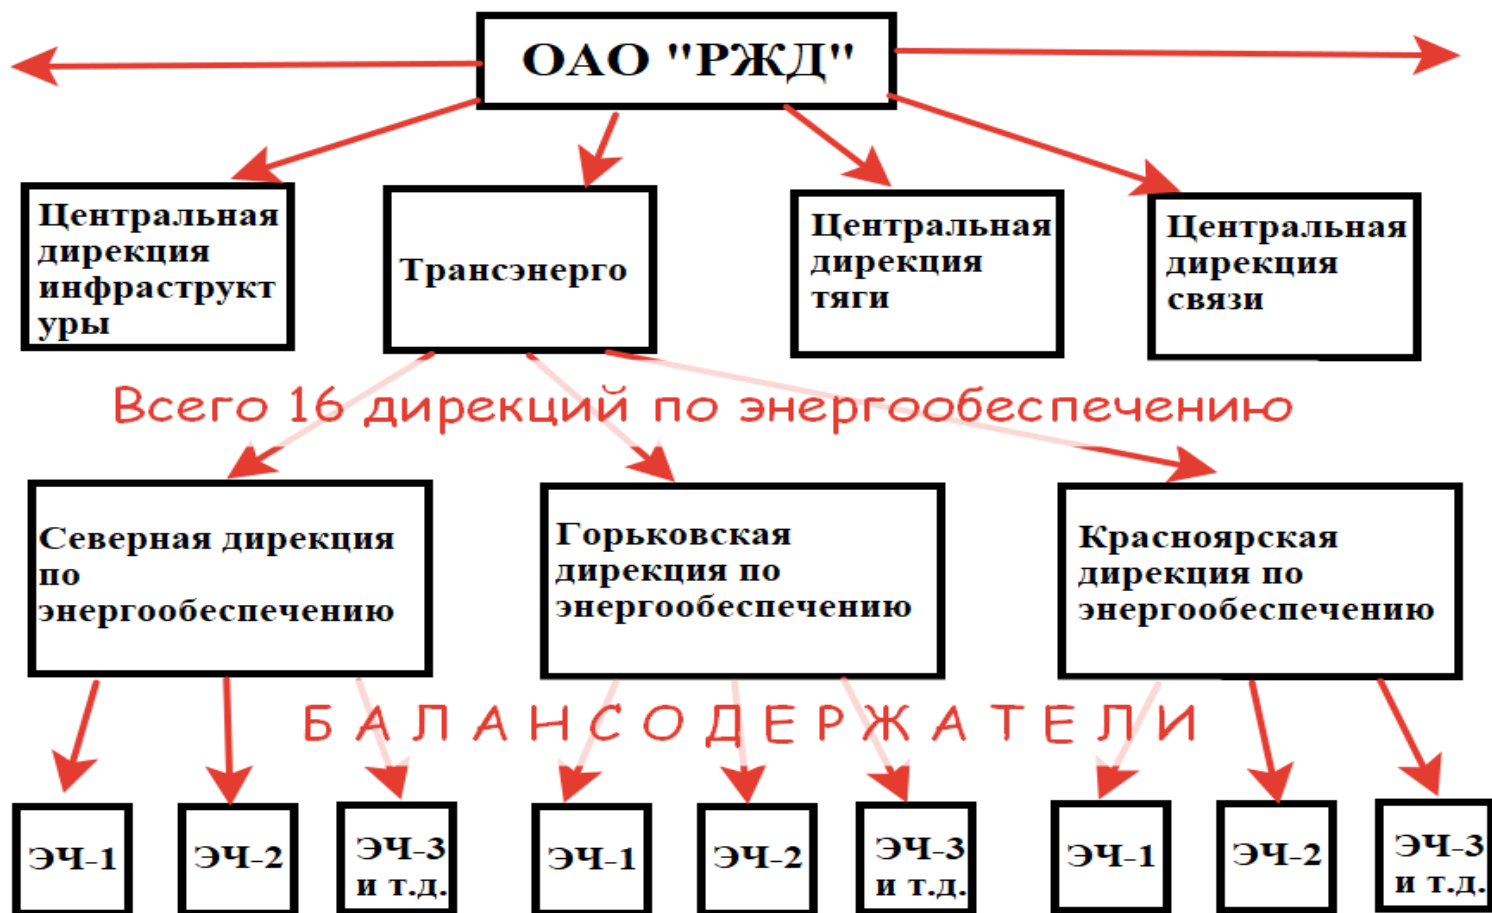 ОАО "РЖД"
Центральная
дирекция
инфраструкт
уры
Трансэнерго
Центральная
дирекция
тяги
Центральная
дирекция
связи
Всего 16 дирекций по энергообеспечению
Северная дирекция
по
энергообеспечению
Горьковская
дирекция по
энергообеспечению
Красноярская
дирекция по
энергообеспечению
БАЛАНСОДЕРЖАТЕЛИ
ЭЧ-1
ЭЧ-2
ЭЧ-3
и т.д.
ЭЧ-1
ЭЧ-2
ЭЧ-3
и т.д.
ЭЧ-1
ЭЧ-2
ЭЧ-3
и т.д.